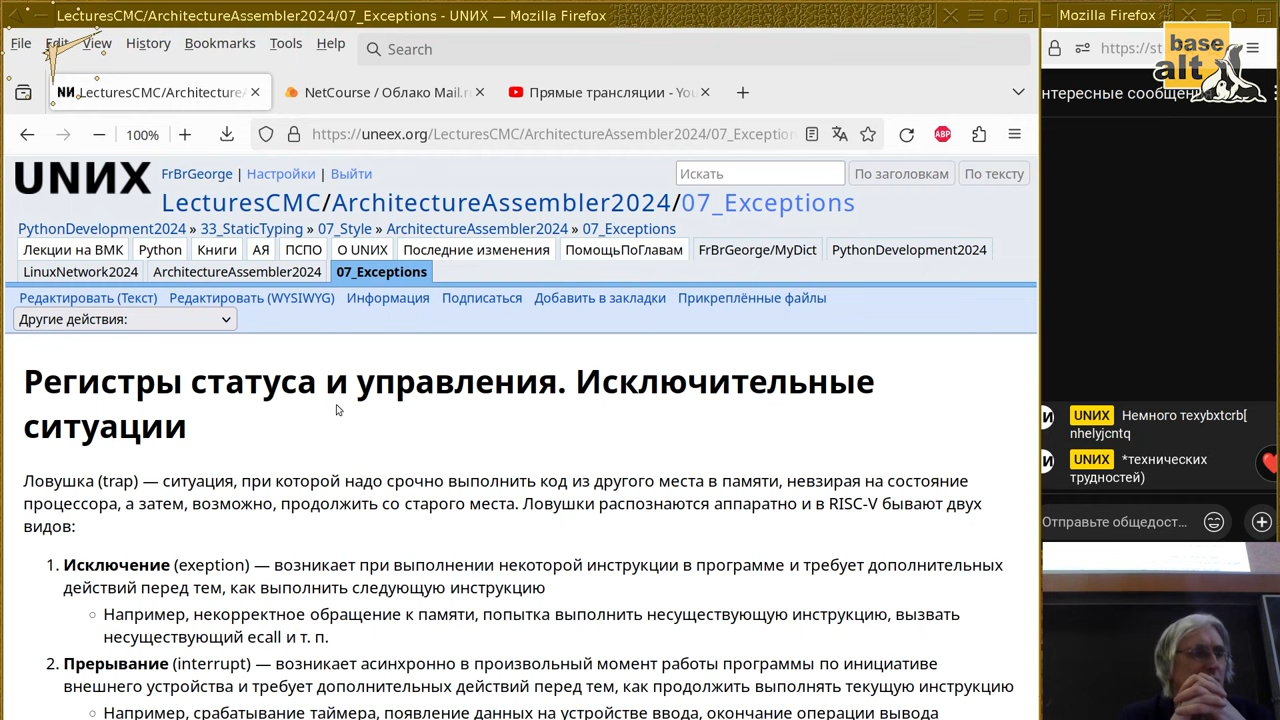 LecturesCMC/ArchitectureAssembler2024/07_Exceptions - UNИX — Mozilla Firefox
Mozilla Firefox
File Edit View History Bookmarks Tools Help
Search
https://st
base
alt
LecturesCMC/Architecture
NetCourse / Облако Mail.r
Прямые трансляции - You
нтересные сообщен
100%
https://uneex.org/LecturesCMC/ArchitectureAssembler2024/07_Exception
ABP
UNИX
FrBrGeorge | Настройки | Выйти
Искать
По заголовкам
По тексту
LecturesCMC/ArchitectureAssembler2024/07_Exceptions
PythonDevelopment2024 » 33_StaticTyping » 07_Style » ArchitectureAssembler2024 » 07_Exceptions
Лекции на ВМК Python Книги АЯ ПСПО О UNIX Последние изменения ПомощьПоГлавам FrBrGeorge/MyDict PythonDevelopment2024
LinuxNetwork2024 ArchitectureAssembler2024 07_Exceptions
Редактировать (Текст) Редактировать (WYSIWYG) Информация Подписаться Добавить в закладки Прикреплённые файлы
Другие действия:
Регистры статуса и управления. Исключительные
ситуации
Ловушка (trap) — ситуация, при которой надо срочно выполнить код из другого места в памяти, невзирая на состояние
процессора, а затем, возможно, продолжить со старого места. Ловушки распознаются аппаратно и в RISC-V бывают двух
видов:
1. Исключение (exeption) — возникает при выполнении некоторой инструкции в программе и требует дополнительных
действий перед тем, как выполнить следующую инструкцию
Например, некорректное обращение к памяти, попытка выполнить несуществующую инструкцию, вызвать
несуществующий ecall и т. п.
2. Прерывание (interrupt) — возникает асинхронно в произвольный момент работы программы по инициативе
внешнего устройства и требует дополнительных действий перед тем, как продолжить выполнять текущую инструкцию
Например, срабатывание таймера, появление данных на устройстве ввода, окончание операции вывода
UNИX Немного техybxtcrb[
nhelyjcntq
UNИX *технических
трудностей)
Отправьте общедост...